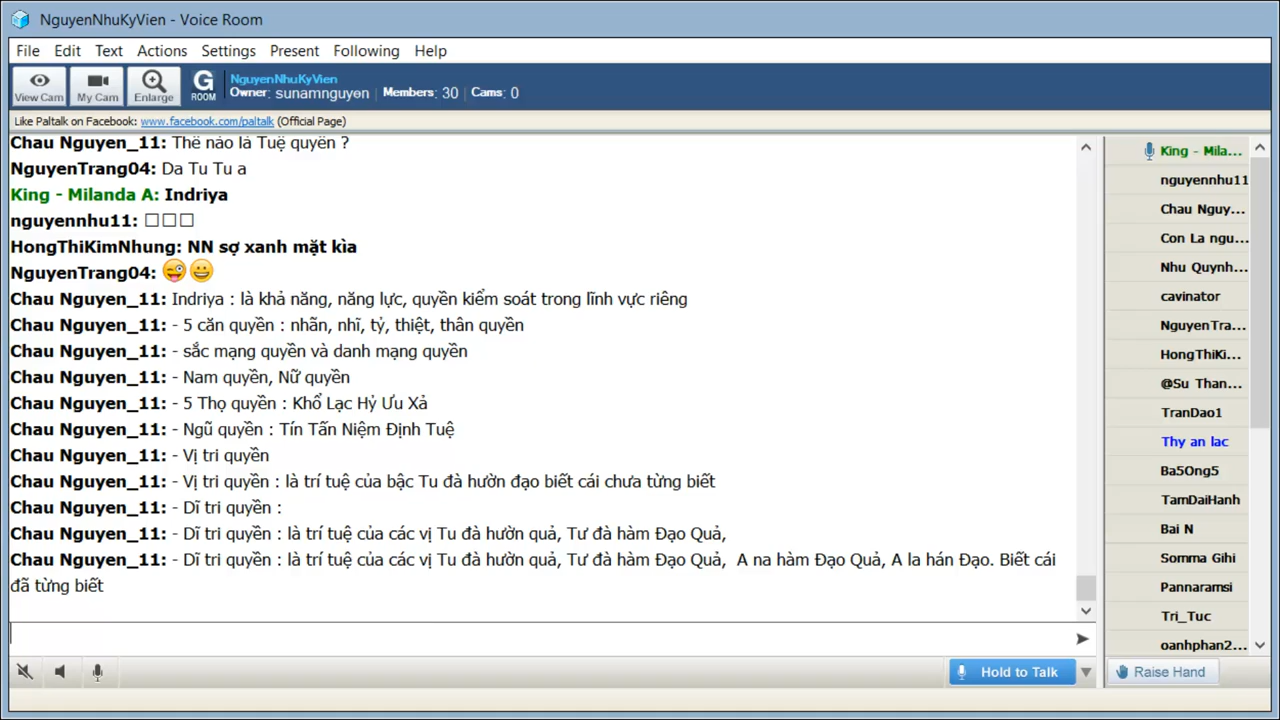 NguyenNhuKyVien - Voice Room
File Edit Text Actions Settings Present Following Help
View Cam My Cam Enlarge G ROOM
NguyenNhuKyVien
Owner: sunamnguyen | Members: 30 | Cams: 0
Like Paltalk on Facebook: www.facebook.com/paltalk (Official Page)
Chau Nguyen_11: Thế nào là Tuệ quyền ?
NguyenTrang04: Da Tu Tu a
King - Milanda A: Indriya
nguyennhu11: □□□
HongThiKimNhung: NN sợ xanh mặt kìa
NguyenTrang04:
Chau Nguyen_11: Indriya : là khả năng, năng lực, quyền kiểm soát trong lĩnh vực riêng
Chau Nguyen_11: - 5 căn quyền : nhãn, nhĩ, tỷ, thiệt, thân quyền
Chau Nguyen_11: - sắc mạng quyền và danh mạng quyền
Chau Nguyen_11: - Nam quyền, Nữ quyền
Chau Nguyen_11: - 5 Thọ quyền : Khổ Lạc Hỷ Ưu Xả
Chau Nguyen_11: - Ngũ quyền : Tín Tấn Niệm Định Tuệ
Chau Nguyen_11: - Vị tri quyền
Chau Nguyen_11: - Vị tri quyền : là trí tuệ của bậc Tu đà hườn đạo biết cái chưa từng biết
Chau Nguyen_11: - Dĩ tri quyền :
Chau Nguyen_11: - Dĩ tri quyền : là trí tuệ của các vị Tu đà hườn quả, Tư đà hàm Đạo Quả,
Chau Nguyen_11: - Dĩ tri quyền : là trí tuệ của các vị Tu đà hườn quả, Tư đà hàm Đạo Quả, A na hàm Đạo Quả, A la hán Đạo. Biết cái
đã từng biết
King - Mila...
nguyennhu11
Chau Nguy...
Con La ngu...
Nhu Quynh...
cavinator
NguyenTra...
HongThiKi...
@Su Than...
TranDao1
Thy an lac
Ba5Ong5
TamDaiHanh
Bai N
Somma Gihi
Pannaramsi
Tri_Tuc
oanhphan2...
Hold to Talk
Raise Hand